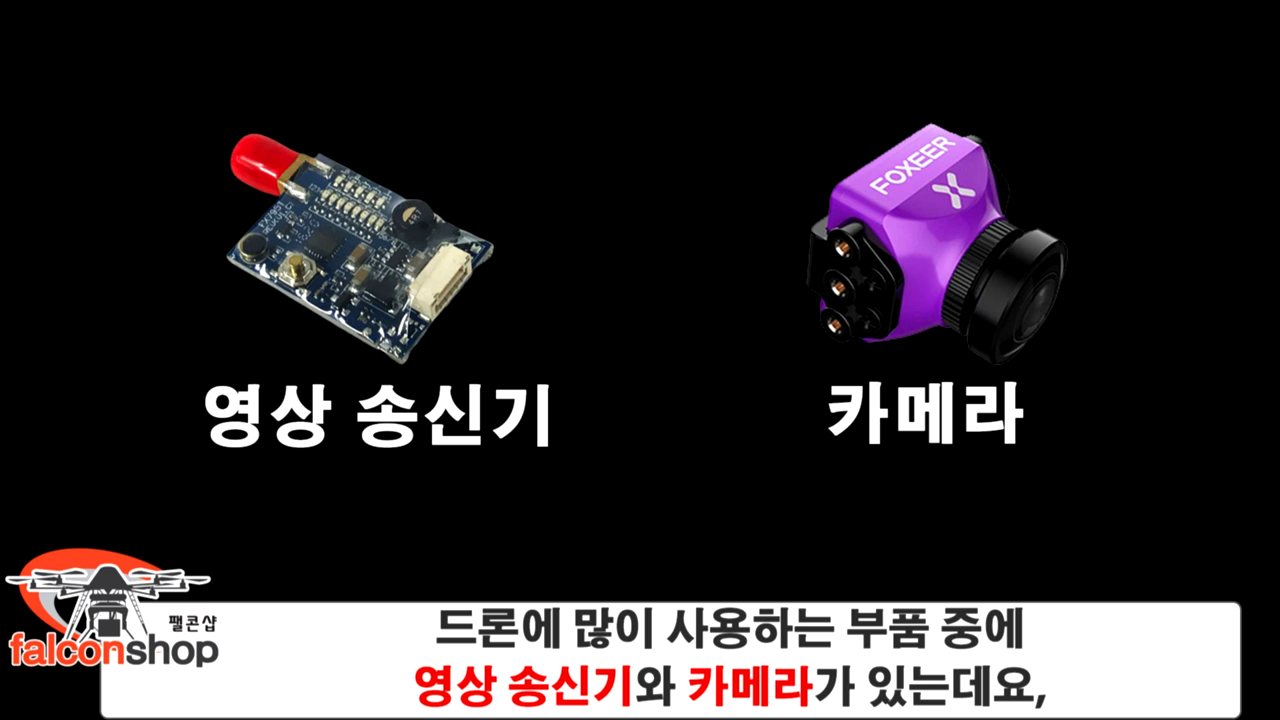 FOXEER
X
영상 송신기
카메라
팰콘샵
falconshop
드론에 많이 사용하는 부품 중에
영상 송신기와 카메라가 있는데요,